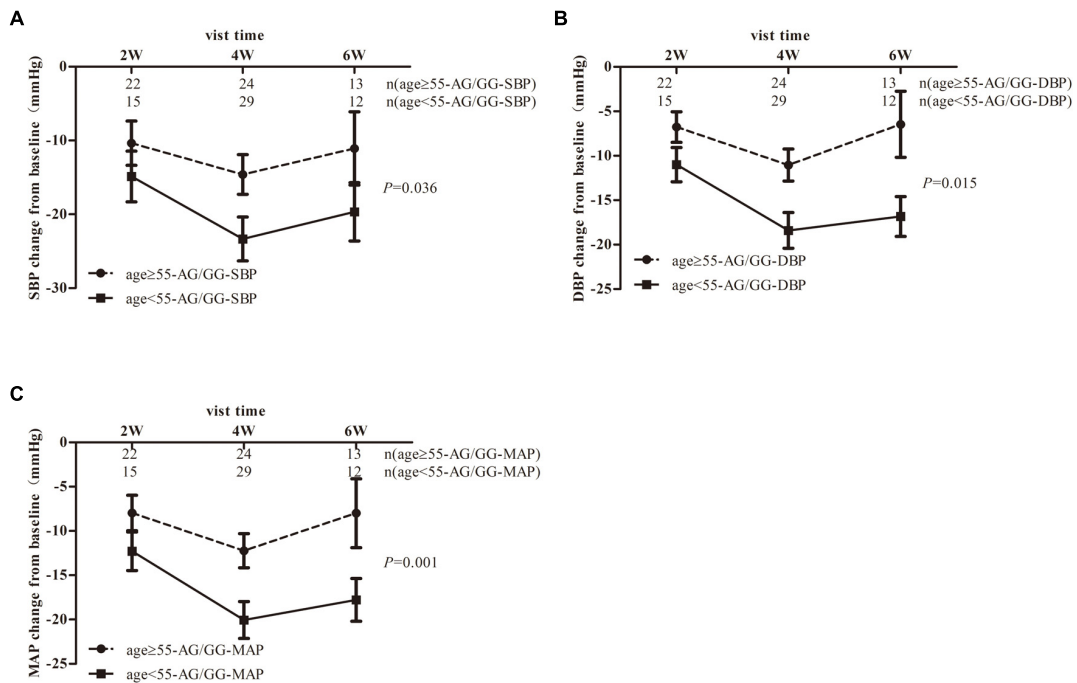 A
vist time
2W 4W 6W
0
22 24 13 n(age≥55-AG/GG-SBP)
15 29 12 n(age<55-AG/GG-SBP)
-10
P=0.036
-20
age≥55-AG/GG-SBP
-30
age<55-AG/GG-SBP
SBP change from baseline (mmHg)
B
vist time
2W 4W 6W
0
22 24 13 n(age≥55-AG/GG-DBP)
15 29 12 n(age<55-AG/GG-DBP)
-5
-10
P=0.015
-15
-20
age≥55-AG/GG-DBP
-25
age<55-AG/GG-DBP
DBP change from baseline (mmHg)
C
vist time
2W 4W 6W
0
22 24 13 n(age≥55-AG/GG-MAP)
15 29 12 n(age<55-AG/GG-MAP)
-5
-10
P=0.001
-15
-20
age≥55-AG/GG-MAP
-25
age<55-AG/GG-MAP
MAP change from baseline (mmHg)